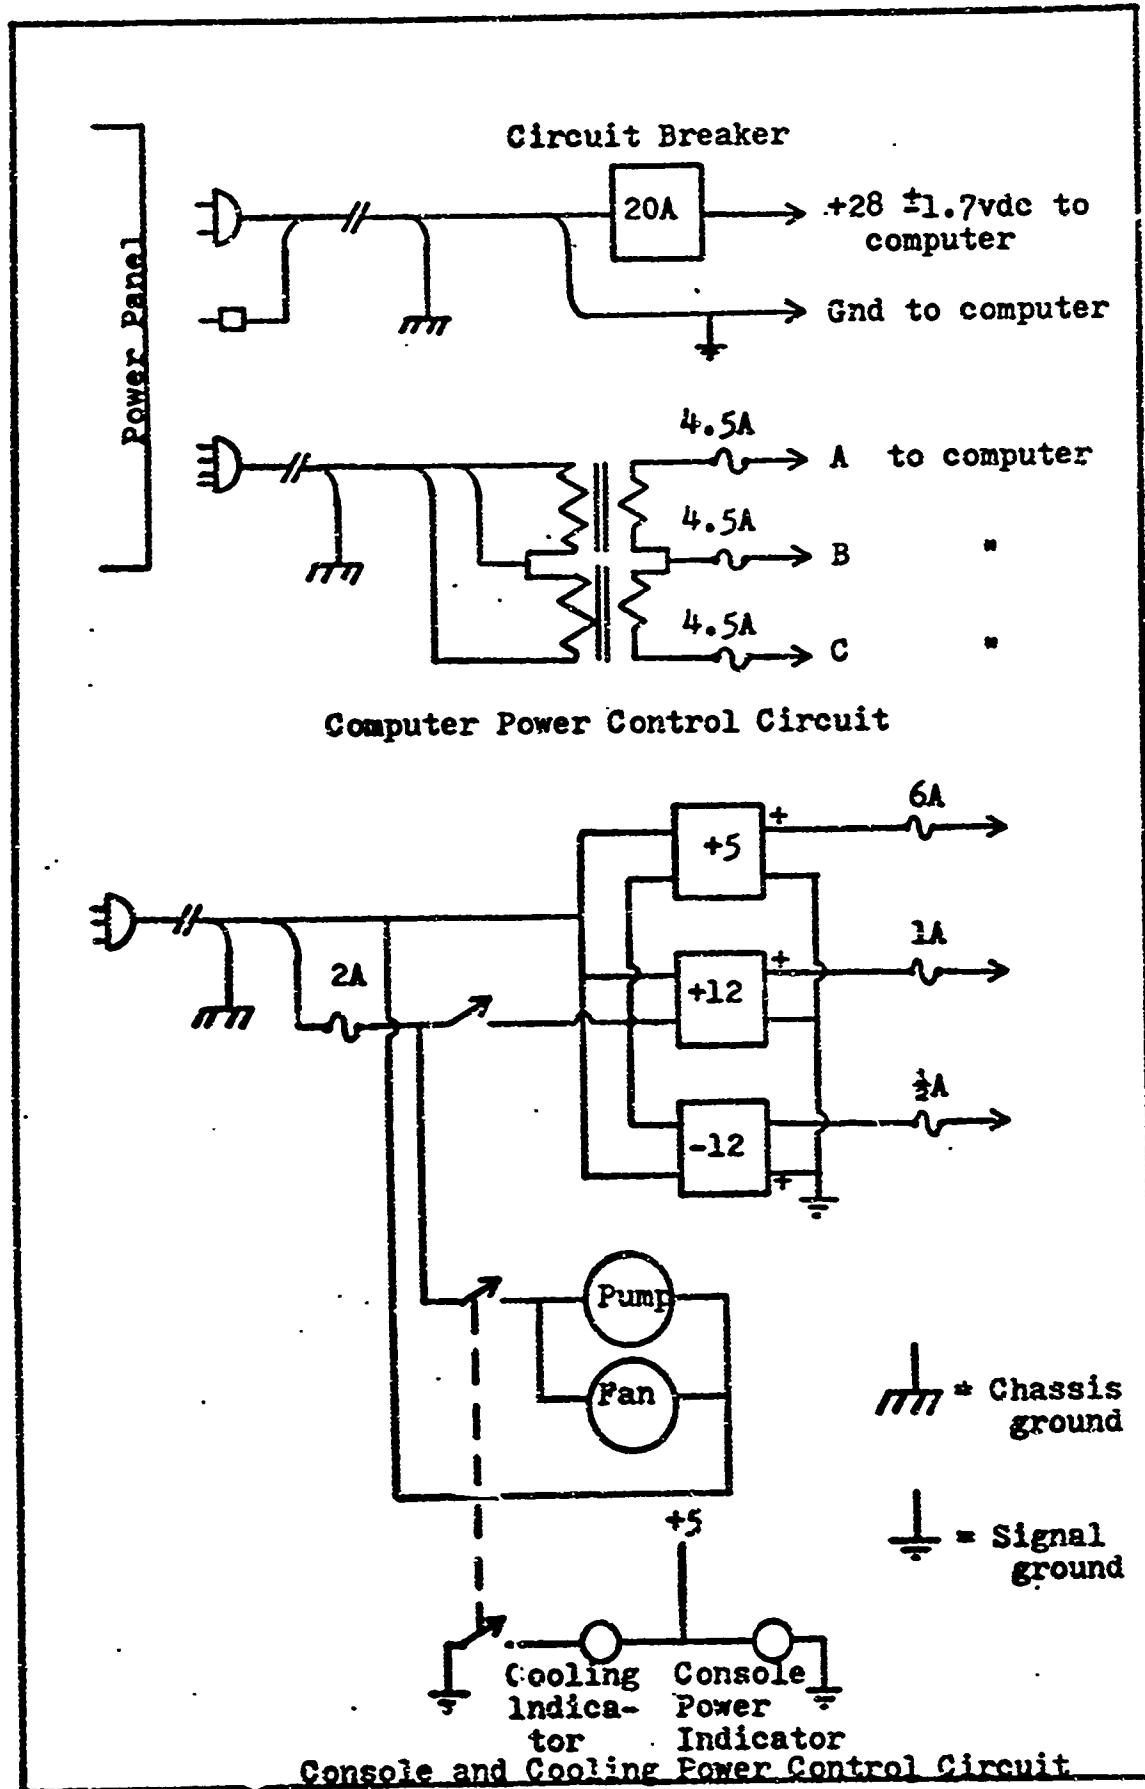 Circuit Breaker
Power Panel
20A
+28 ±1.7vdc to
computer
Gnd to computer
4.5A
A to computer
4.5A
B "
4.5A
C "
Computer Power Control Circuit
6A
+5
+
2A
1A
+12
+
½A
-12
+
Pump
Fan
= Chassis
ground
+5
= Signal
ground
Cooling
Indica-
tor
Console
Power
Indicator
Console and Cooling Power Control Circuit